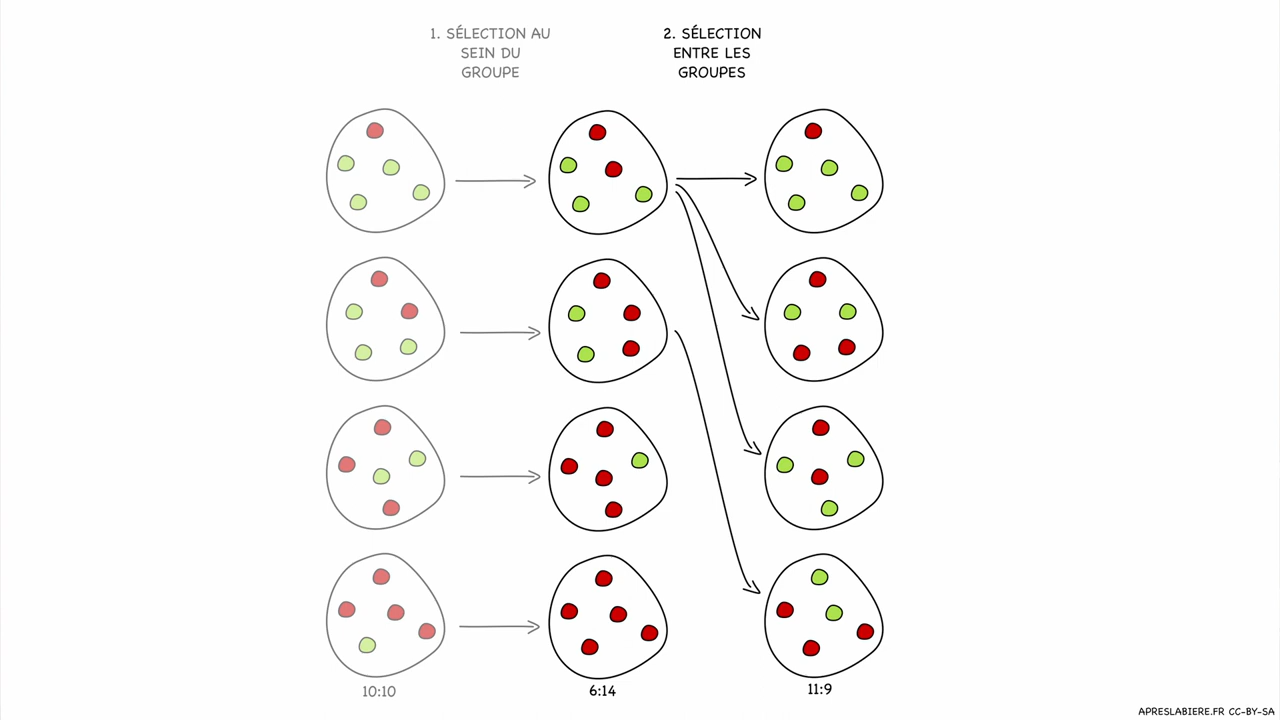 1. SÉLECTION AU
SEIN DU
GROUPE
2. SÉLECTION
ENTRE LES
GROUPES
10:10
6:14
11:9
APRESLABIERE.FR CC-BY-SA